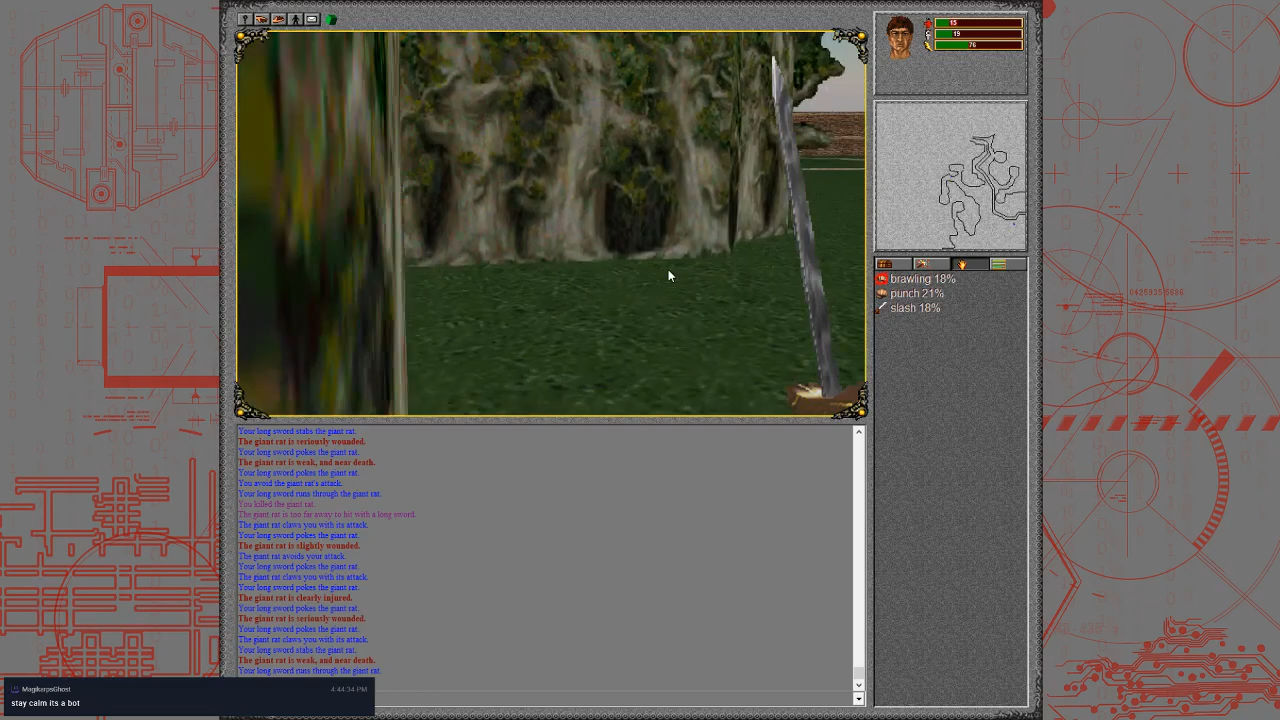 15
19
76
brawling 18%
punch 21%
slash 18%
Your long sword stabs the giant rat.
The giant rat is seriously wounded.
Your long sword pokes the giant rat.
The giant rat is weak, and near death.
Your long sword pokes the giant rat.
You avoid the giant rat's attack.
Your long sword runs through the giant rat.
You killed the giant rat.
The giant rat is too far away to hit with a long sword.
The giant rat claws you with its attack.
Your long sword pokes the giant rat.
The giant rat is slightly wounded.
The giant rat avoids your attack.
Your long sword pokes the giant rat.
The giant rat claws you with its attack.
Your long sword pokes the giant rat.
The giant rat is clearly injured.
Your long sword pokes the giant rat.
The giant rat is seriously wounded.
Your long sword pokes the giant rat.
The giant rat claws you with its attack.
Your long sword stabs the giant rat.
The giant rat is weak, and near death.
Your long sword runs through the giant rat.
MagikarpsGhost 4:44:34 PM
stay calm its a bot